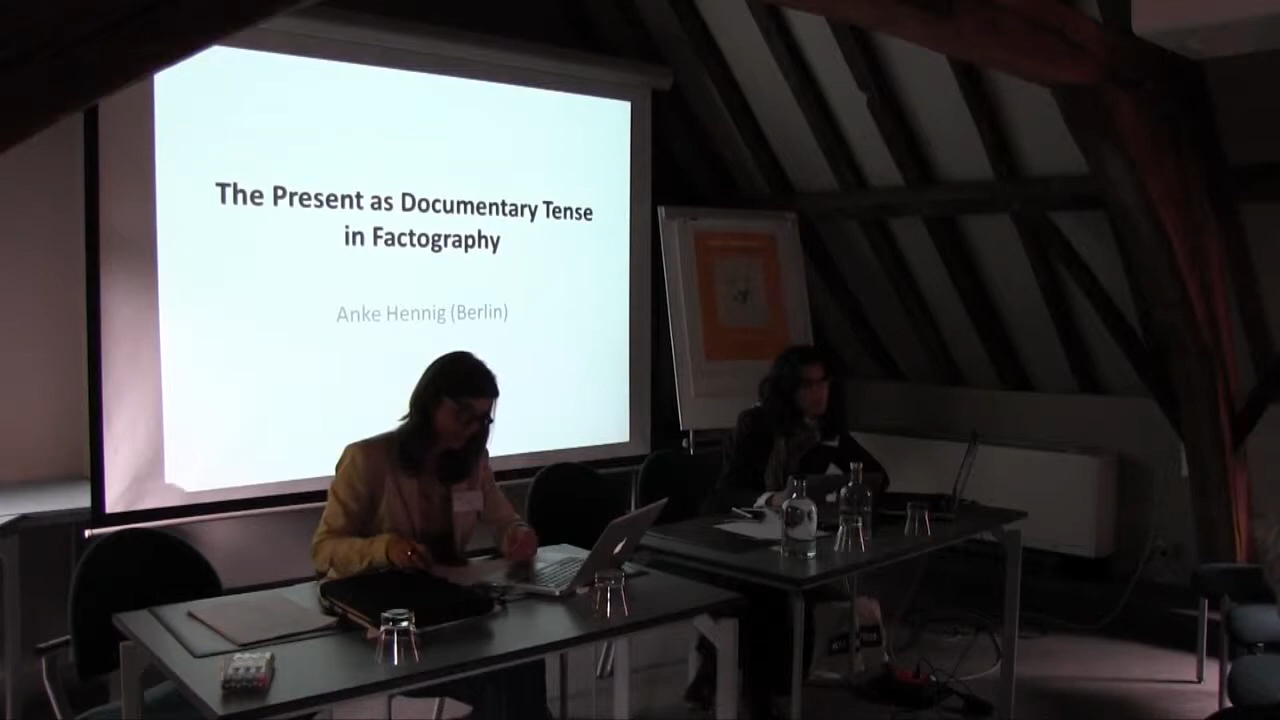 The Present as Documentary Tense
in Factography
Anke Hennig (Berlin)